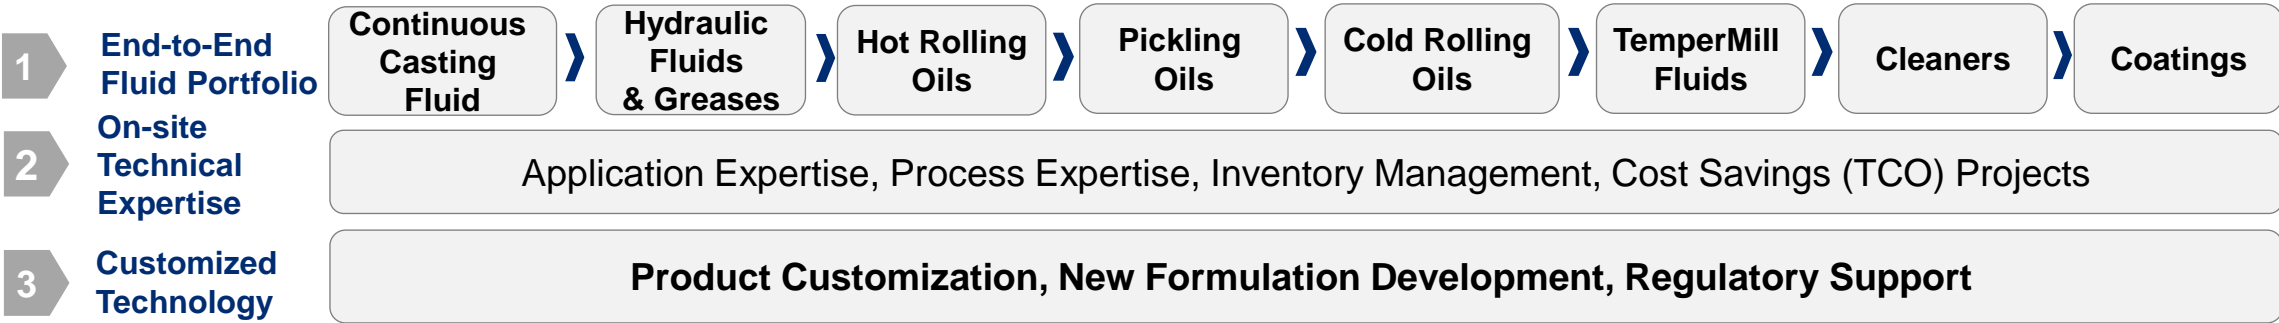 1
End-to-End
Fluid Portfolio
Continuous
Casting
Fluid
Hydraulic
Fluids
& Greases
Hot Rolling
Oils
Pickling
Oils
Cold Rolling
Oils
TemperMill
Fluids
Cleaners
Coatings
2
On-site
Technical
Expertise
Application Expertise, Process Expertise, Inventory Management, Cost Savings (TCO) Projects
3
Customized
Technology
Product Customization, New Formulation Development, Regulatory Support